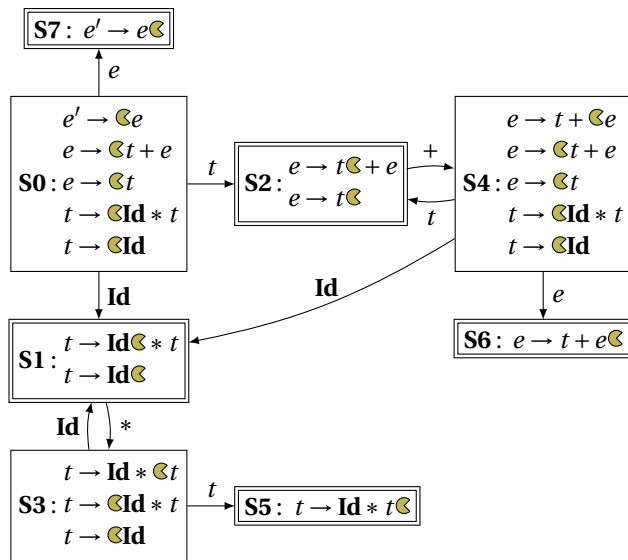 S7: e′ → e
e
e′ → e
e → t + e
S0: e → t
t → Id * t
t → Id
t
S2: e → t + e
e → t
+
t
e → t + e
e → t + e
S4: e → t
t → Id * t
t → Id
Id
Id
e
S1: t → Id * t
t → Id
S6: e → t + e
Id
*
t → Id * t
S3: t → Id * t
t → Id
t
S5: t → Id * t